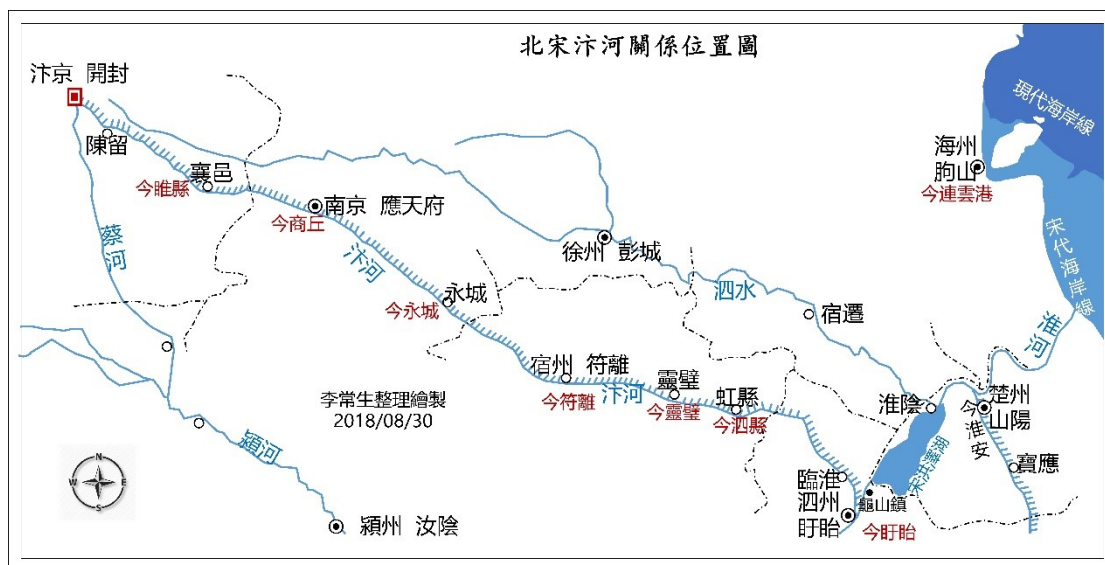 北宋汴河關係位置圖
汴京 開封
陳留
襄邑
今睢縣
南京 應天府
今商丘
蔡河
汴河
永城
今永城
徐州 彭城
泗水
宿遷
海州
朐山
今連雲港
現代海岸線
宋代海岸線
淮河
宿州 符離
今符離
汴河
靈璧
今靈璧
虹縣
今泗縣
淮陰
楚州
山陽
今淮安
寶應
宋洪澤湖
臨淮
泗州
盱眙
龜山鎮
今盱眙
李常生整理繪製
2018/08/30
潁河
潁州 汝陰
N
W
E
S